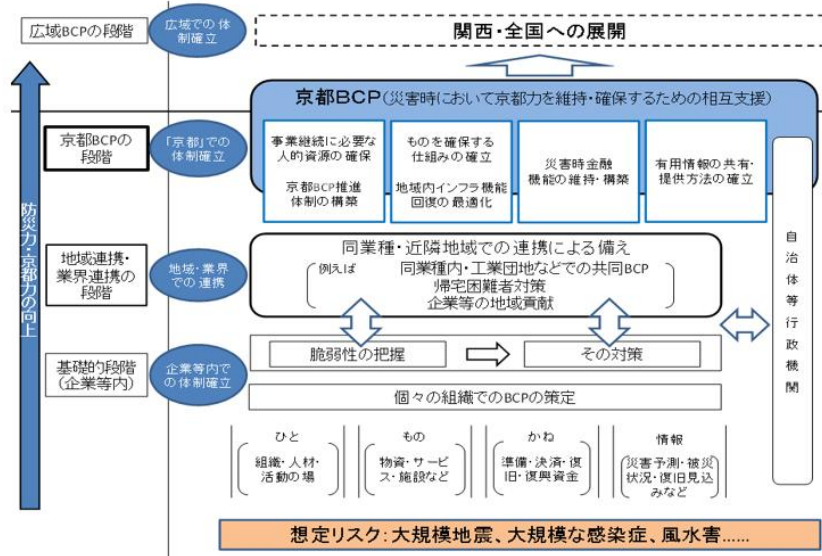 広域BCPの段階
広域での体
制確立
関西・全国への展開
京都BCP(災害時において京都力を維持・確保するための相互支援)
京都BCPの
段階
「京都」での
体制確立
事業継続に必要な
人的資源の確保
京都BCP推進
体制の構築
ものを確保する
仕組みの確立
地域内インフラ機能
回復の最適化
災害時金融
機能の維持・構築
有用情報の共有・
提供方法の確立
防災力・京都力の向上
地域連携・
業界連携の
段階
地域・業界
での連携
同業種・近隣地域での連携による備え
例えば 同業種内・工業団地などでの共同BCP
帰宅困難者対策
企業等の地域貢献
自治体等行政機関
基礎的段階
(企業等内)
企業等内で
の体制確立
脆弱性の把握
その対策
個々の組織でのBCPの策定
ひと
組織・人材・
活動の場
もの
物資・サービ
ス・施設など
かね
準備・決済・復
旧・復興資金
情報
災害予測・被災
状況・復旧見込
みなど
想定リスク:大規模地震、大規模な感染症、風水害……